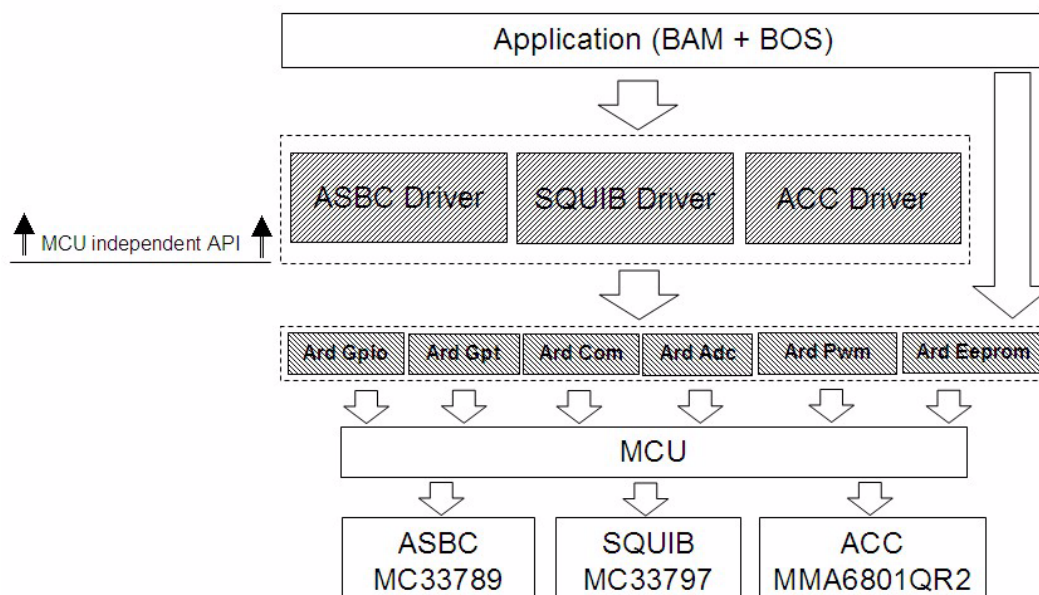 Application (BAM + BOS)
ASBC Driver
SQUIB Driver
ACC Driver
MCU independent API
Ard Gpio
Ard Gpt
Ard Com
Ard Adc
Ard Pwm
Ard Eeprom
MCU
ASBC
MC33789
SQUIB
MC33797
ACC
MMA6801QR2